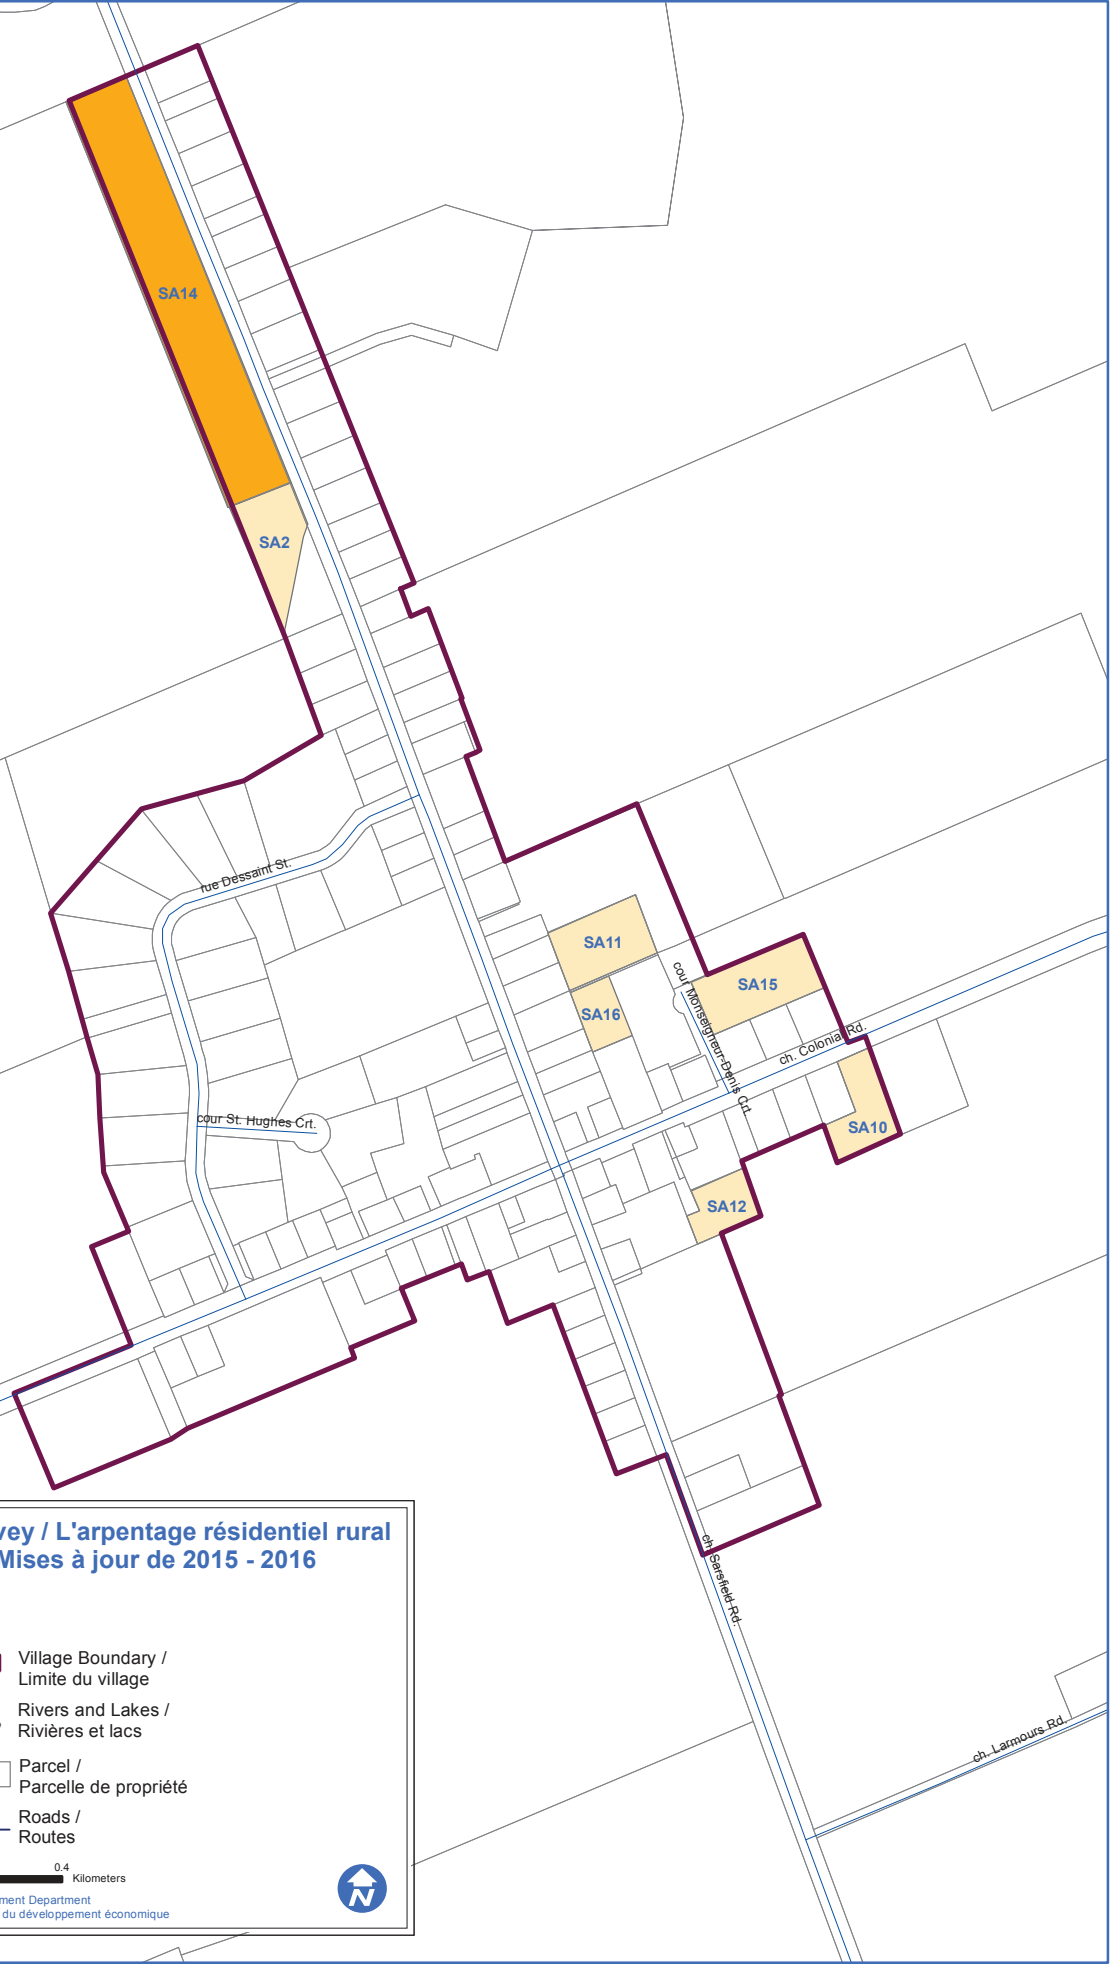 SA14
SA2
rue Dessaint St.
SA11
cour Monseigneur-Denis Crt.
SA15
SA16
ch. Colonial Rd.
cour St. Hughes Crt.
SA10
SA12
vey / L'arpentage résidentiel rural
Mises à jour de 2015 - 2016
ch. Sarsfield Rd.
Village Boundary /
Limite du village
Rivers and Lakes /
Rivières et lacs
ch. Larmours Rd.
Parcel /
Parcelle de propriété
Roads /
Routes
0.4
Kilometers
N
ment Department
du développement économique